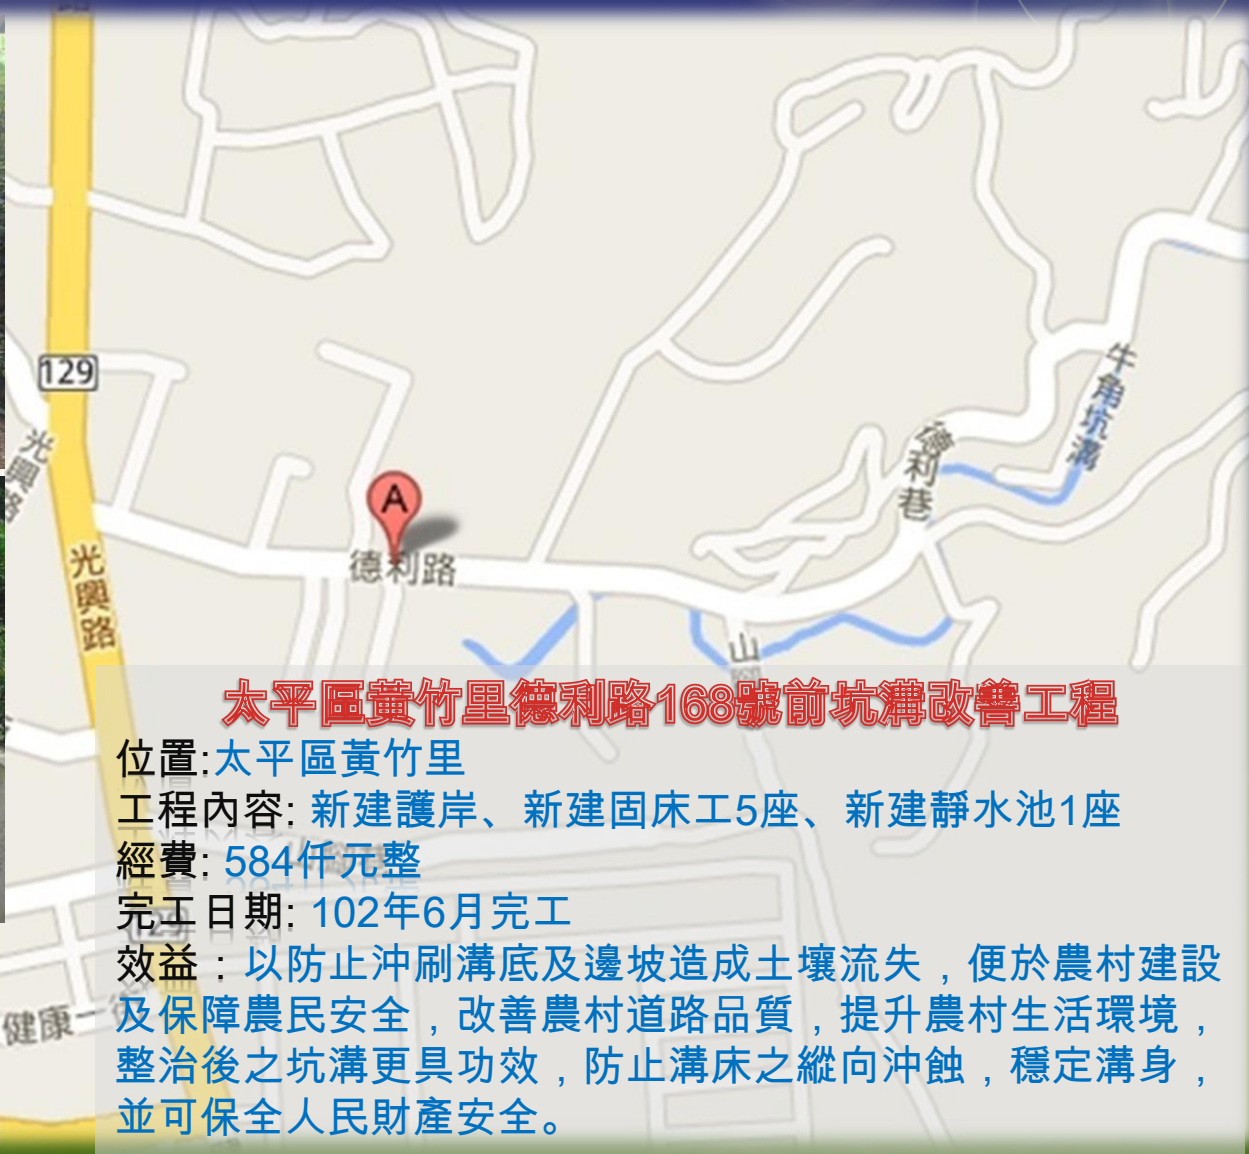 129
光興路
光興路
德利路
德利巷
牛角坑溝
山
太平區黃竹里德利路168號前坑溝改善工程
位置:太平區黃竹里
工程內容: 新建護岸、新建固床工5座、新建靜水池1座
經費: 584仟元整
完工日期: 102年6月完工
效益：以防止沖刷溝底及邊坡造成土壤流失，便於農村建設
及保障農民安全，改善農村道路品質，提升農村生活環境，
整治後之坑溝更具功效，防止溝床之縱向沖蝕，穩定溝身，
並可保全人民財產安全。
129
健康一街